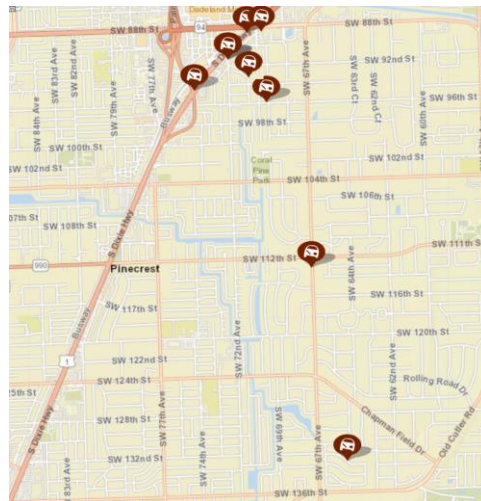 Dadeland Ma
SW 88th St
94
SW 88th St
SW 83rd Ave
SW 82nd Ave
SW 77th Ave
S Dixie Hwy
SW 67th Ave
SW 92nd St
SW 63rd Ct
SW 62nd Ct
SW 60th Ave
SW 96th St
SW 84th Ave
SW 79th Ave
Busway
SW 98th St
SW 100th St
SW 102nd St
SW 102nd St
Coral
Pine
Park
SW 104th St
SW 106th St
07th St
SW 108th St
S Dixie Hwy
SW 111th St
SW 112th St
990
Pinecrest
SW 64th Ave
SW 116th St
SW 117th St
Busway
SW 72nd Ave
SW 120th St
1
SW 122nd St
SW 124th St
SW 62nd Ave
Rolling Road Dr
25th St
SW 77th Ave
SW 128th St
SW 74th Ave
SW 69th Ave
SW 67th Ave
Chapman Field Dr
Old Cutler Rd
S Dixie Hwy
SW 132nd St
83rd Ave
SW 136th St